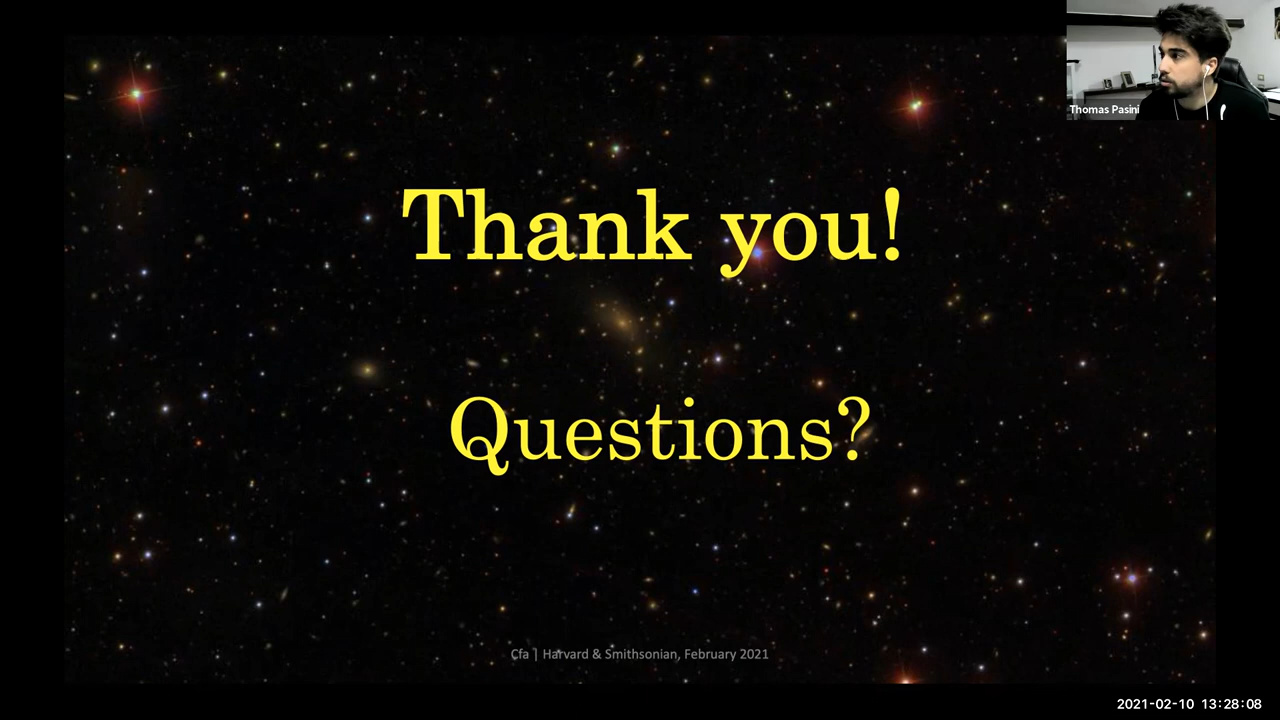 Thomas Pasini
Thank you!
Questions?
Cfa | Harvard & Smithsonian, February 2021
2021-02-10 13:28:08